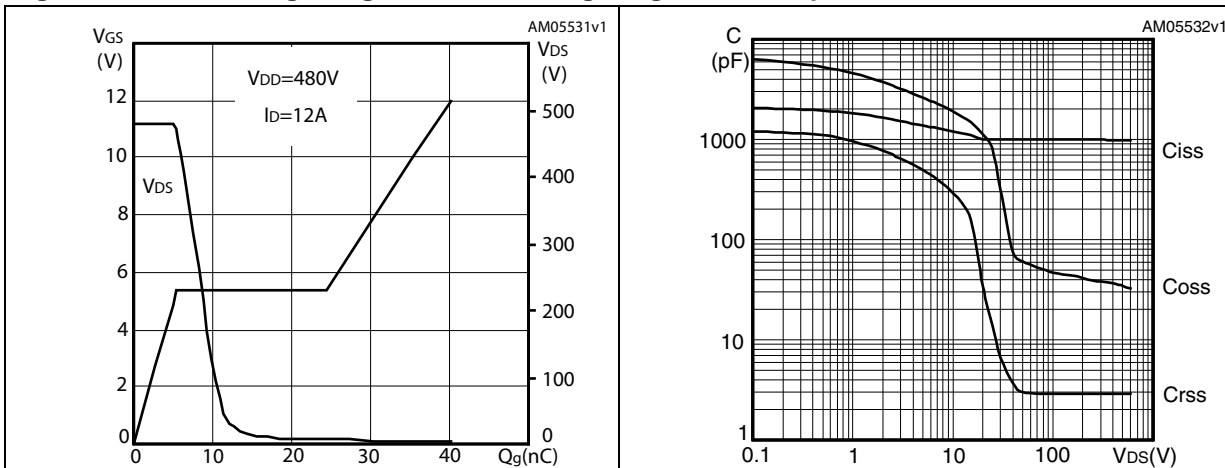 AM05531v1
VGS
(V)
VDS
(V)
VDD=480V
ID=12A
12
10
8
6
4
2
0
VDS
500
400
300
200
100
0
0 10 20 30 40 Qg(nC)
AM05532v1
C
(pF)
1000
100
10
1
Ciss
Coss
Crss
0.1 1 10 100 VDS(V)